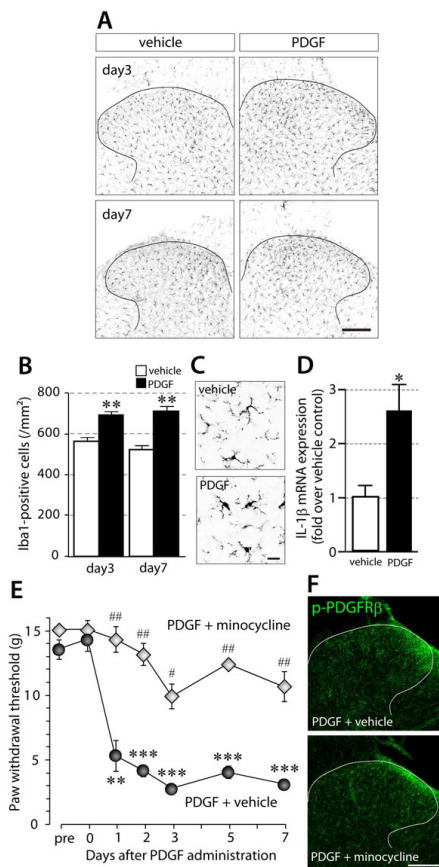 A
vehicle
PDGF
day3
day7
B
vehicle
PDGF
Iba1-positive cells (/mm²)
800
600
400
200
0
**
**
day3
day7
C
vehicle
PDGF
D
IL-1β mRNA expression
(fold over vehicle control)
3
2
1
0
*
vehicle
PDGF
E
Paw withdrawal threshold (g)
15
10
5
0
##
##
#
##
##
PDGF + minocycline
**
***
***
***
***
PDGF + vehicle
pre
0
1
2
3
5
7
Days after PDGF administration
F
p-PDGFRβ
PDGF + vehicle
PDGF + minocycline